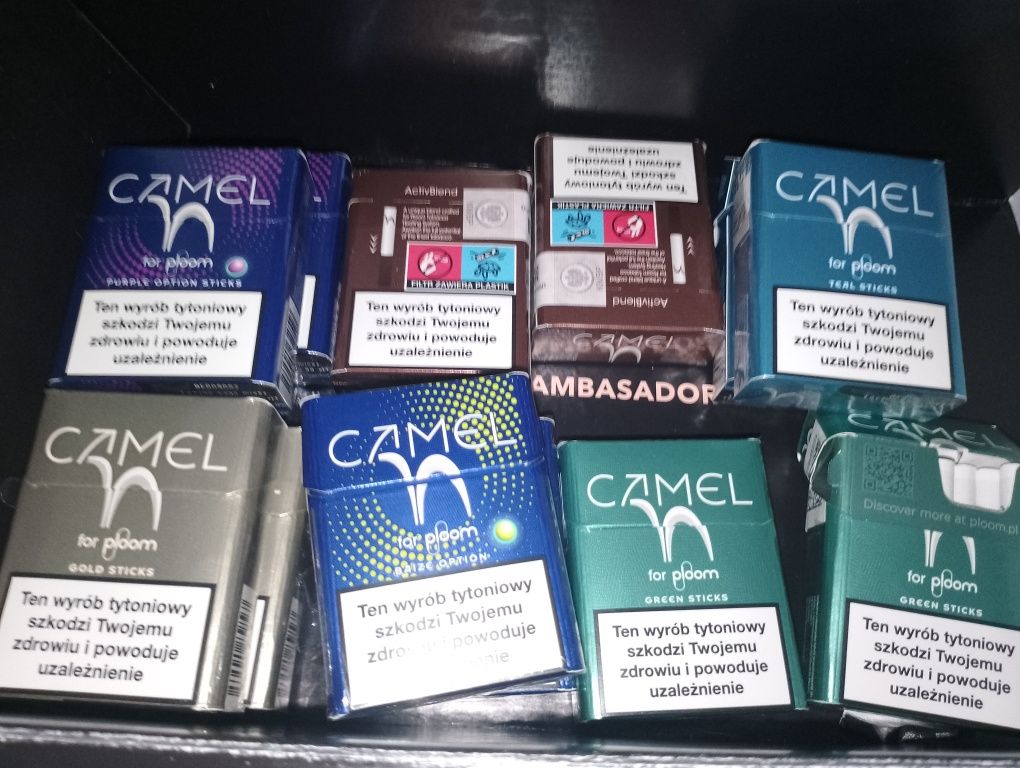 CAMEL
for ploom
PURPLE OPTION STICKS
Ten wyrób tytoniowy
szkodzi Twojemu
zdrowiu i powoduje
uzależnienie
ActivBlend
FILTR ZAWIERA PLASTIK
Ten wyrób tytoniowy
szkodzi Twojemu
zdrowiu i powoduje
uzależnienie
Ten wyrób tytoniowy
szkodzi Twojemu
zdrowiu i powoduje
uzależnienie
FILTR ZAWIERA PLASTIK
ActivBlend
CAMEL
AMBASADOR
CAMEL
for ploom
TEAL STICKS
Ten wyrób tytoniowy
szkodzi Twojemu
zdrowiu i powoduje
uzależnienie
CAMEL
for ploom
GOLD STICKS
Ten wyrób tytoniowy
szkodzi Twojemu
zdrowiu i powoduje
uzależnienie
CAMEL
for ploom
OPTION
Ten wyrób tytoniowy
szkodzi Twojemu
i powoduje
CAMEL
for ploom
GREEN STICKS
Ten wyrób tytoniowy
szkodzi Twojemu
zdrowiu i powoduje
uzależnienie
CAMEL
Discover more at ploom.pl
for ploom
GREEN STICKS
Ten wyrób tytoniowy
szkodzi Twojemu
zdrowiu i powoduje
uzależnienie